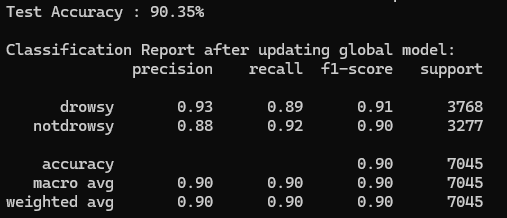 Test Accuracy : 90.35%
Classification Report after updating global model:
precision recall f1-score support
drowsy 0.93 0.89 0.91 3768
notdrowsy 0.88 0.92 0.90 3277
accuracy 0.90 7045
macro avg 0.90 0.90 0.90 7045
weighted avg 0.90 0.90 0.90 7045